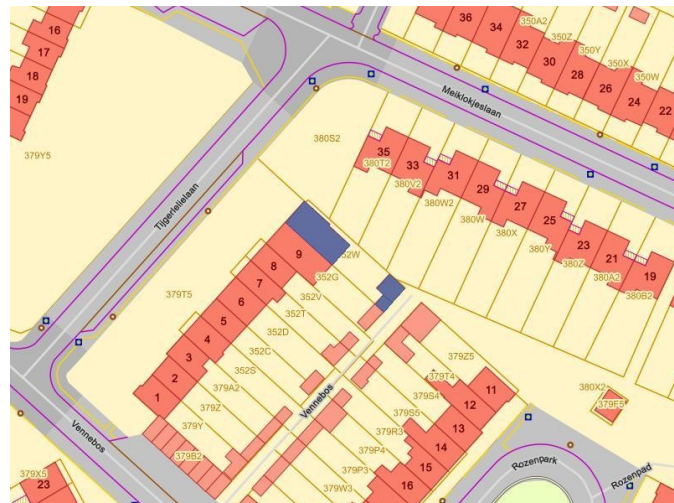 16
17
18
19
36
34
32
30
28
26
24
22
350A2
350Z
350Y
350X
350W
Meiklokjeslaan
380S2
379Y5
35
33
31
29
27
25
23
21
19
380T2
380V2
380W2
380W
380X
380Y
380Z
380A2
380B2
Tijgerlelielaan
9
8
7
6
5
4
3
2
1
352W
352G
352V
352T
352D
352C
352S
379A2
379Z
379Y
379B2
379T5
Vennebos
Vennebos
379Z5
379T4
379S4
379S5
379R3
379P4
379P3
379W3
11
12
13
14
15
16
380X2
379F5
Rozenpark
Rozenpad
379X5
23